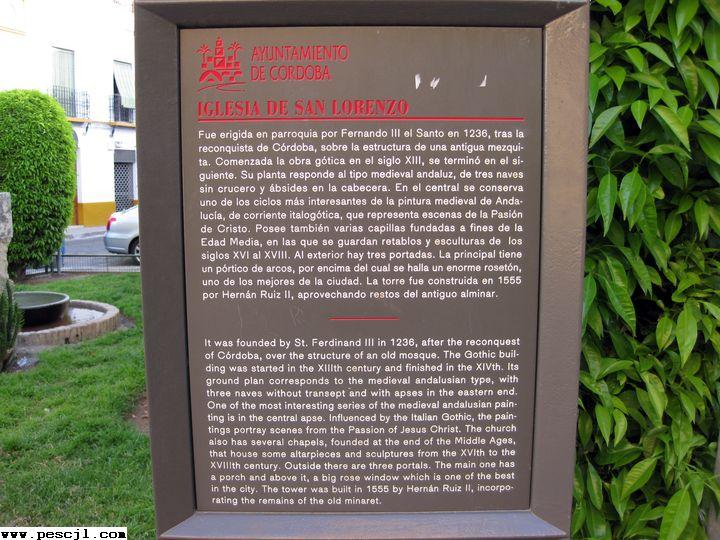 AYUNTAMIENTO
DE CORDOBA
IGLESIA DE SAN LORENZO
Fue erigida en parroquia por Fernando III el Santo en 1236, tras la
reconquista de Córdoba, sobre la estructura de una antigua mezqui-
ta. Comenzada la obra gótica en el siglo XIII, se terminó en el si-
guiente. Su planta responde al tipo medieval andaluz, de tres naves
sin crucero y ábsides en la cabecera. En el central se conserva
uno de los ciclos más interesantes de la pintura medieval de Anda-
lucía, de corriente italogótica, que representa escenas de la Pasión
de Cristo. Posee también varias capillas fundadas a fines de la
Edad Media, en las que se guardan retablos y esculturas de los
siglos XVI al XVIII. Al exterior hay tres portadas. La principal tiene
un pórtico de arcos, por encima del cual se halla un enorme rosetón,
uno de los mejores de la ciudad. La torre fue construida en 1555
por Hernán Ruiz II, aprovechando restos del antiguo alminar.
It was founded by St. Ferdinand III in 1236, after the reconquest
of Córdoba, over the structure of an old mosque. The Gothic buil-
ding was started in the XIIIth century and finished in the XIVth. Its
ground plan corresponds to the medieval andalusian type, with
three naves without transept and with apses in the eastern end.
One of the most interesting series of the medieval andalusian pain-
ting is in the central apse. Influenced by the Italian Gothic, the pain-
tings portray scenes from the Passion of Jesus Christ. The church
also has several chapels, founded at the end of the Middle Ages,
that house some altarpieces and sculptures from the XVIth to the
XVIIIth century. Outside there are three portals. The main one has
a porch and above it, a big rose window which is one of the best
in the city. The tower was built in 1555 by Hernán Ruiz II, incorpo-
rating the remains of the old minaret.
www.pescjl.com